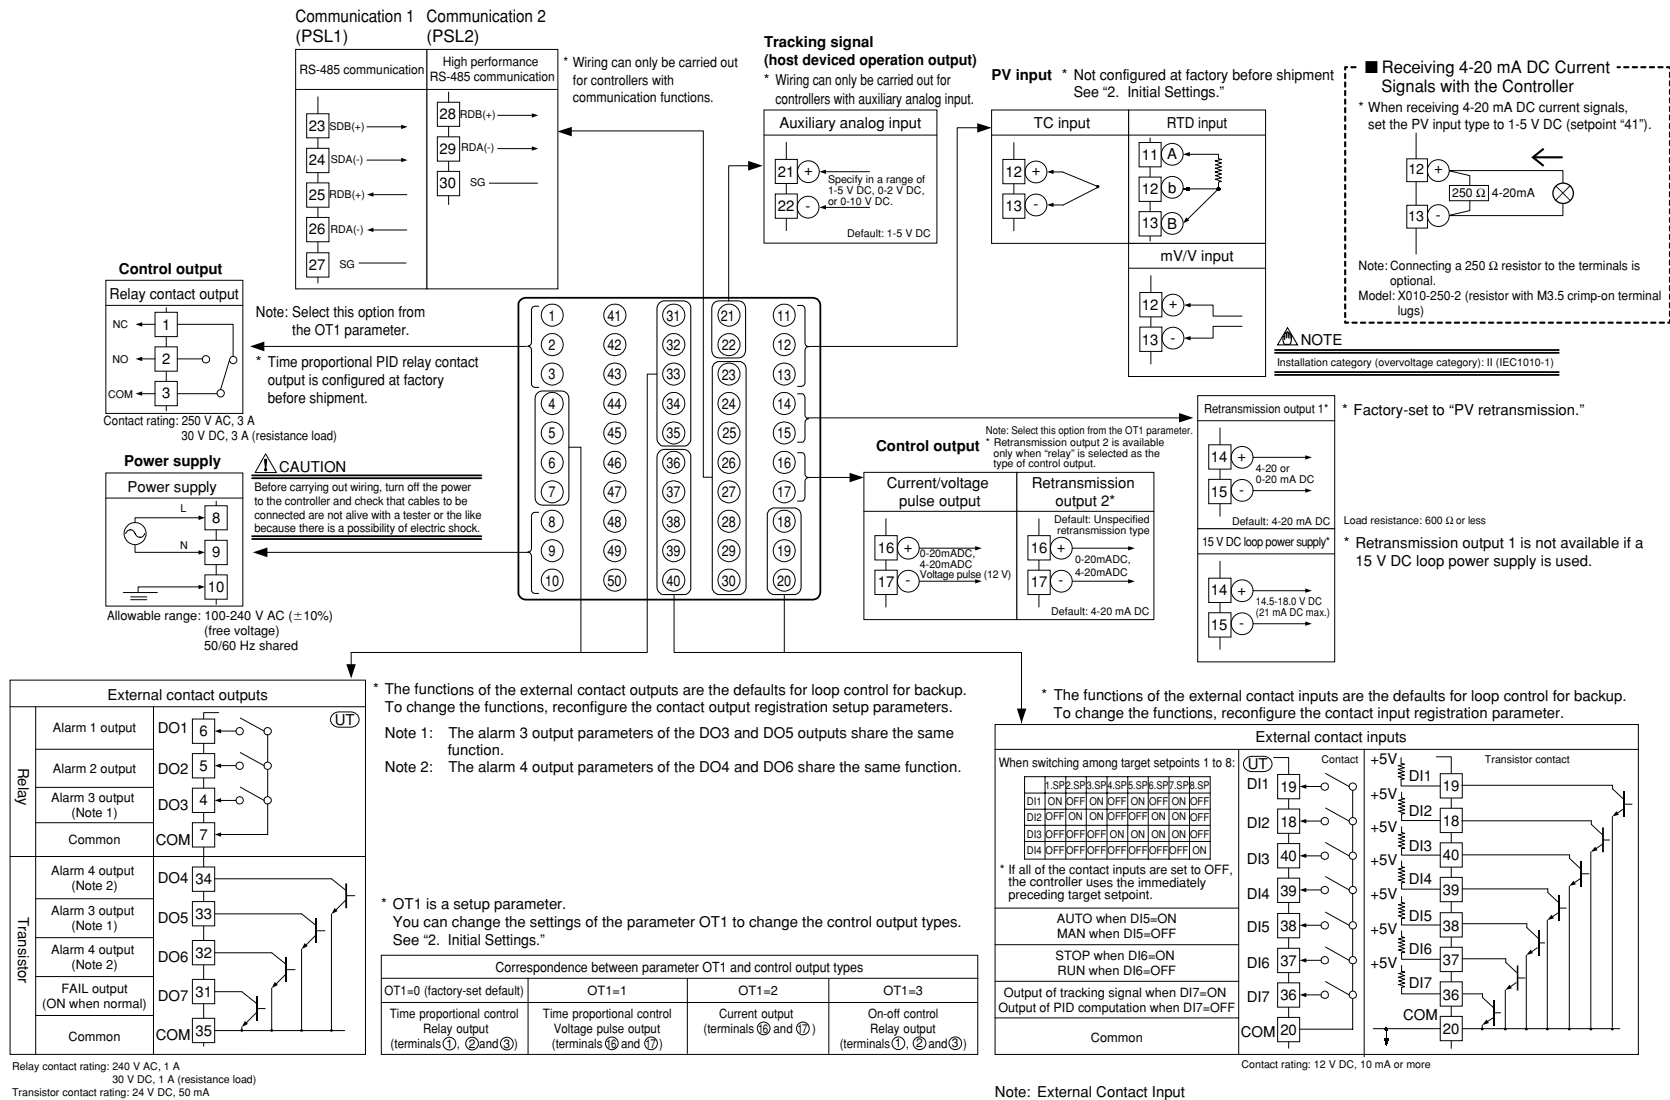 Communication 1
(PSL1)
Communication 2
(PSL2)
RS-485 communication
High performance
RS-485 communication
23 SDB(+)
24 SDA(-)
25 RDB(+)
26 RDA(-)
27 SG
28 RDB(+)
29 RDA(-)
30 SG
* Wiring can only be carried out
for controllers with
communication functions.
Tracking signal
(host deviced operation output)
* Wiring can only be carried out for
controllers with auxiliary analog input.
Auxiliary analog input
21 +
22 -
Specify in a range of
1-5 V DC, 0-2 V DC,
or 0-10 V DC.
Default: 1-5 V DC
PV input * Not configured at factory before shipment
See “2. Initial Settings.”
TC input
12 +
13 -
RTD input
11 A
12 b
13 B
mV/V input
12 +
13 -
■ Receiving 4-20 mA DC Current
Signals with the Controller
* When receiving 4-20 mA DC current signals,
set the PV input type to 1-5 V DC (setpoint “41”).
12 +
250 Ω 4-20mA
13 -
Note: Connecting a 250 Ω resistor to the terminals is
optional.
Model: X010-250-2 (resistor with M3.5 crimp-on terminal
lugs)
NOTE
Installation category (overvoltage category): II (IEC1010-1)
Control output
Relay contact output
NC 1
NO 2
COM 3
Contact rating: 250 V AC, 3 A
30 V DC, 3 A (resistance load)
Note: Select this option from
the OT1 parameter.
* Time proportional PID relay contact
output is configured at factory
before shipment.
Power supply
Power supply
L 8
N 9
10
Allowable range: 100-240 V AC (±10%)
(free voltage)
50/60 Hz shared
CAUTION
Before carrying out wiring, turn off the power
to the controller and check that cables to be
connected are not alive with a tester or the like
because there is a possibility of electric shock.
1 41 31 21 11
2 42 32 22 12
3 43 33 23 13
4 44 34 24 14
5 45 35 25 15
6 46 36 26 16
7 47 37 27 17
8 48 38 28 18
9 49 39 29 19
10 50 40 30 20
Control output
Note: Select this option from the OT1 parameter.
* Retransmission output 2 is available
only when “relay” is selected as the
type of control output.
Current/voltage
pulse output
16 +
17 -
0-20mADC,
4-20mADC
Voltage pulse (12 V)
Retransmission
output 2*
Default: Unspecified
retransmission type
16 +
17 -
0-20mADC,
4-20mADC
Default: 4-20 mA DC
Retransmission output 1*
14 +
15 -
4-20 or
0-20 mA DC
Default: 4-20 mA DC
* Factory-set to “PV retransmission.”
Load resistance: 600 Ω or less
15 V DC loop power supply*
14 +
15 -
14.5-18.0 V DC
(21 mA DC max.)
* Retransmission output 1 is not available if a
15 V DC loop power supply is used.
External contact outputs
UT
Relay
Alarm 1 output DO1 6
Alarm 2 output DO2 5
Alarm 3 output
(Note 1) DO3 4
Common COM 7
Transistor
Alarm 4 output
(Note 2) DO4 34
Alarm 3 output
(Note 1) DO5 33
Alarm 4 output
(Note 2) DO6 32
FAIL output
(ON when normal) DO7 31
Common COM 35
Relay contact rating: 240 V AC, 1 A
30 V DC, 1 A (resistance load)
Transistor contact rating: 24 V DC, 50 mA
* The functions of the external contact outputs are the defaults for loop control for backup.
To change the functions, reconfigure the contact output registration setup parameters.
Note 1: The alarm 3 output parameters of the DO3 and DO5 outputs share the same
function.
Note 2: The alarm 4 output parameters of the DO4 and DO6 share the same function.
* OT1 is a setup parameter.
You can change the settings of the parameter OT1 to change the control output types.
See “2. Initial Settings.”
Correspondence between parameter OT1 and control output types
OT1=0 (factory-set default) OT1=1 OT1=2 OT1=3
Time proportional control
Relay output
(terminals ①, ②and③)
Time proportional control
Voltage pulse output
(terminals ⑯ and ⑰)
Current output
(terminals ⑯ and ⑰)
On-off control
Relay output
(terminals ①, ②and③)
* The functions of the external contact inputs are the defaults for loop control for backup.
To change the functions, reconfigure the contact input registration parameter.
External contact inputs
When switching among target setpoints 1 to 8:
1.SP 2.SP 3.SP 4.SP 5.SP 6.SP 7.SP 8.SP
DI1 ON OFF ON OFF ON OFF ON OFF
DI2 OFF ON ON OFF OFF ON ON OFF
DI3 OFF OFF OFF ON ON ON ON OFF
DI4 OFF OFF OFF OFF OFF OFF OFF ON
* If all of the contact inputs are set to OFF,
the controller uses the immediately
preceding target setpoint.
AUTO when DI5=ON
MAN when DI5=OFF
STOP when DI6=ON
RUN when DI6=OFF
Output of tracking signal when DI7=ON
Output of PID computation when DI7=OFF
Common
UT Contact
DI1 19
DI2 18
DI3 40
DI4 39
DI5 38
DI6 37
DI7 36
COM 20
Transistor contact
+5V DI1 19
+5V DI2 18
+5V DI3 40
+5V DI4 39
+5V DI5 38
+5V DI6 37
+5V DI7 36
COM 20
Contact rating: 12 V DC, 10 mA or more
Note: External Contact Input